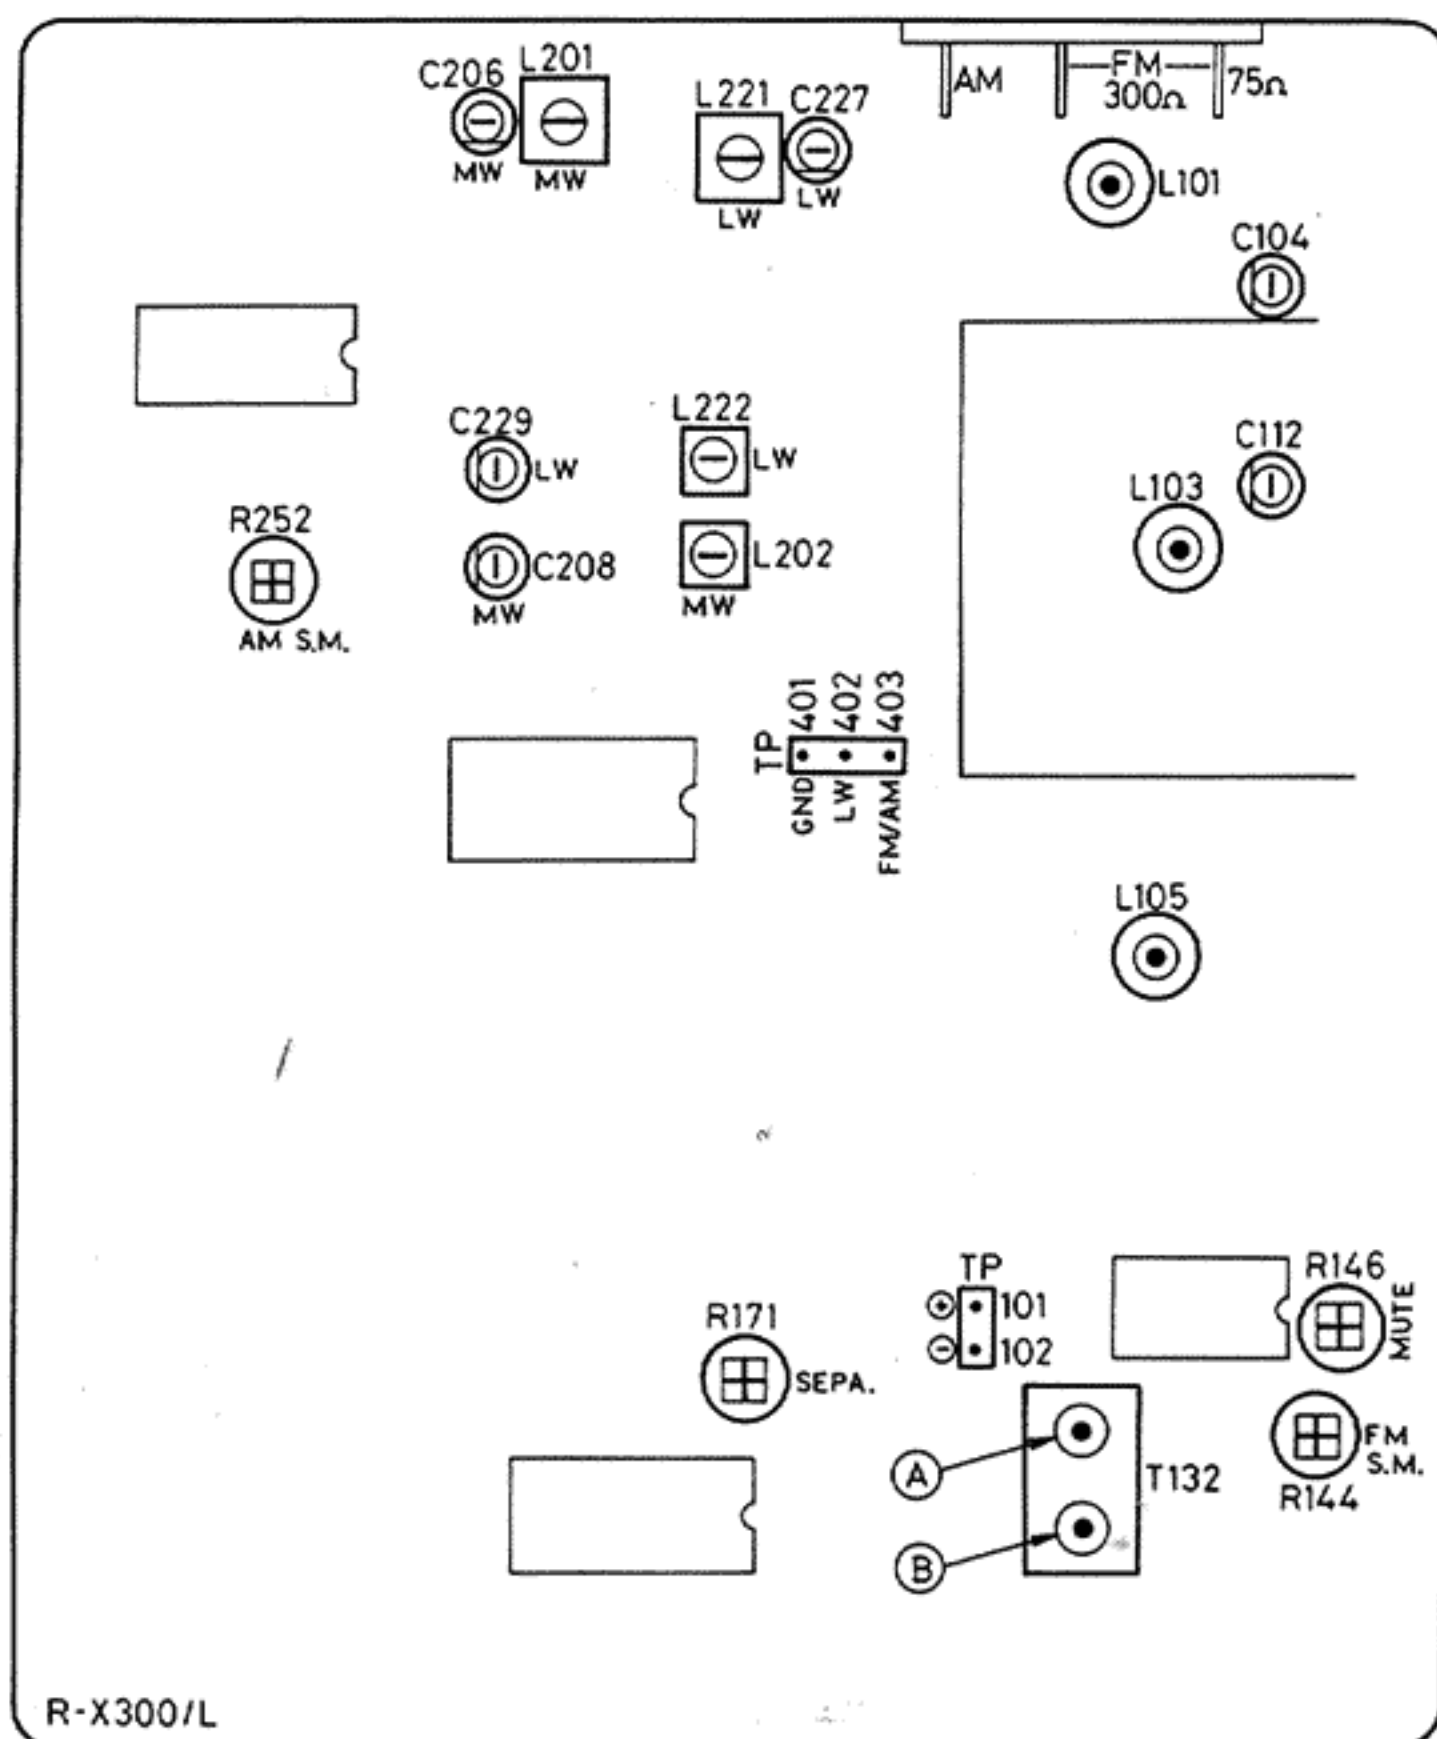 L201
C206
MW
MW
L221
C227
LW
LW
AM
FM
300Ω
75Ω
L101
C104
C229
LW
L222
LW
C112
L103
R252
AM S.M.
C208
MW
L202
MW
TP
401
402
403
GND
LW
FM/AM
L105
TP
+ 101
- 102
R146
MUTE
R171
SEPA.
A
B
T132
FM
S.M.
R144
R-X300/L